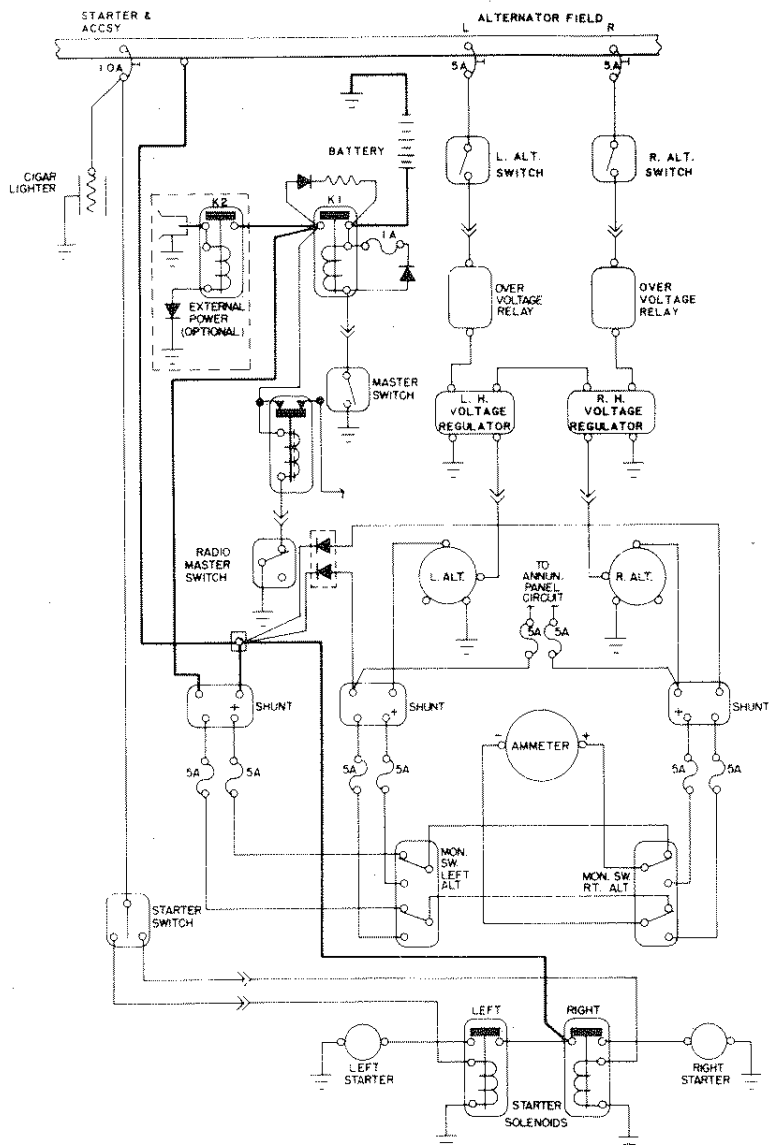 STARTER &
ACCSY
ALTERNATOR FIELD
L
R
10A
5A
5A
BATTERY
L. ALT.
SWITCH
R. ALT.
SWITCH
CIGAR
LIGHTER
K2
K1
1A
OVER
VOLTAGE
RELAY
OVER
VOLTAGE
RELAY
EXTERNAL
POWER
(OPTIONAL)
MASTER
SWITCH
L. H.
VOLTAGE
REGULATOR
R. H.
VOLTAGE
REGULATOR
RADIO
MASTER
SWITCH
L. ALT.
TO
ANNUN.
PANEL
CIRCUIT
R. ALT.
5A
5A
+
SHUNT
+
SHUNT
+
SHUNT
-
AMMETER
+
5A
5A
5A
5A
5A
5A
MON.
SW.
LEFT
ALT
MON. SW.
RT. ALT
STARTER
SWITCH
LEFT
RIGHT
LEFT
STARTER
RIGHT
STARTER
STARTER
SOLENOIDS